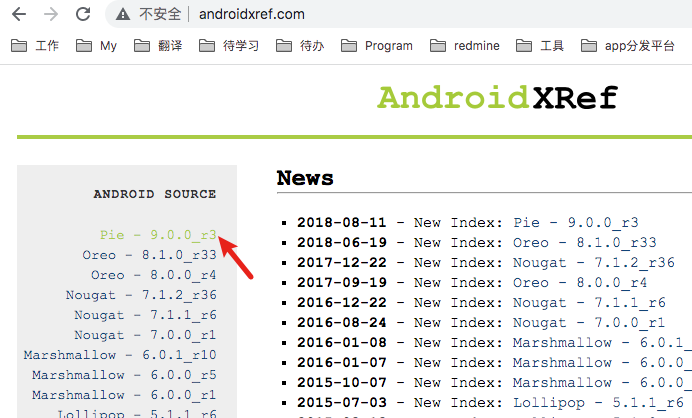 不安全 androidxref.com
工作 My 翻译 待学习 待办 Program redmine 工具 app分发平台
AndroidXRef
ANDROID SOURCE
Pie - 9.0.0_r3
Oreo - 8.1.0_r33
Oreo - 8.0.0_r4
Nougat - 7.1.2_r36
Nougat - 7.1.1_r6
Nougat - 7.0.0_r1
Marshmallow - 6.0.1_r10
Marshmallow - 6.0.0_r5
Marshmallow - 6.0.0_r1
Lollipop - 5.1.1_r6
News
2018-08-11 - New Index: Pie - 9.0.0_r3
2018-06-19 - New Index: Oreo - 8.1.0_r33
2017-12-22 - New Index: Nougat - 7.1.2_r36
2017-09-19 - New Index: Oreo - 8.0.0_r4
2016-12-22 - New Index: Nougat - 7.1.1_r6
2016-08-24 - New Index: Nougat - 7.0.0_r1
2016-01-08 - New Index: Marshmallow - 6.0.1_
2016-01-07 - New Index: Marshmallow - 6.0.0_
2015-10-07 - New Index: Marshmallow - 6.0.0_
2015-07-03 - New Index: Lollipop - 5.1.1_r6